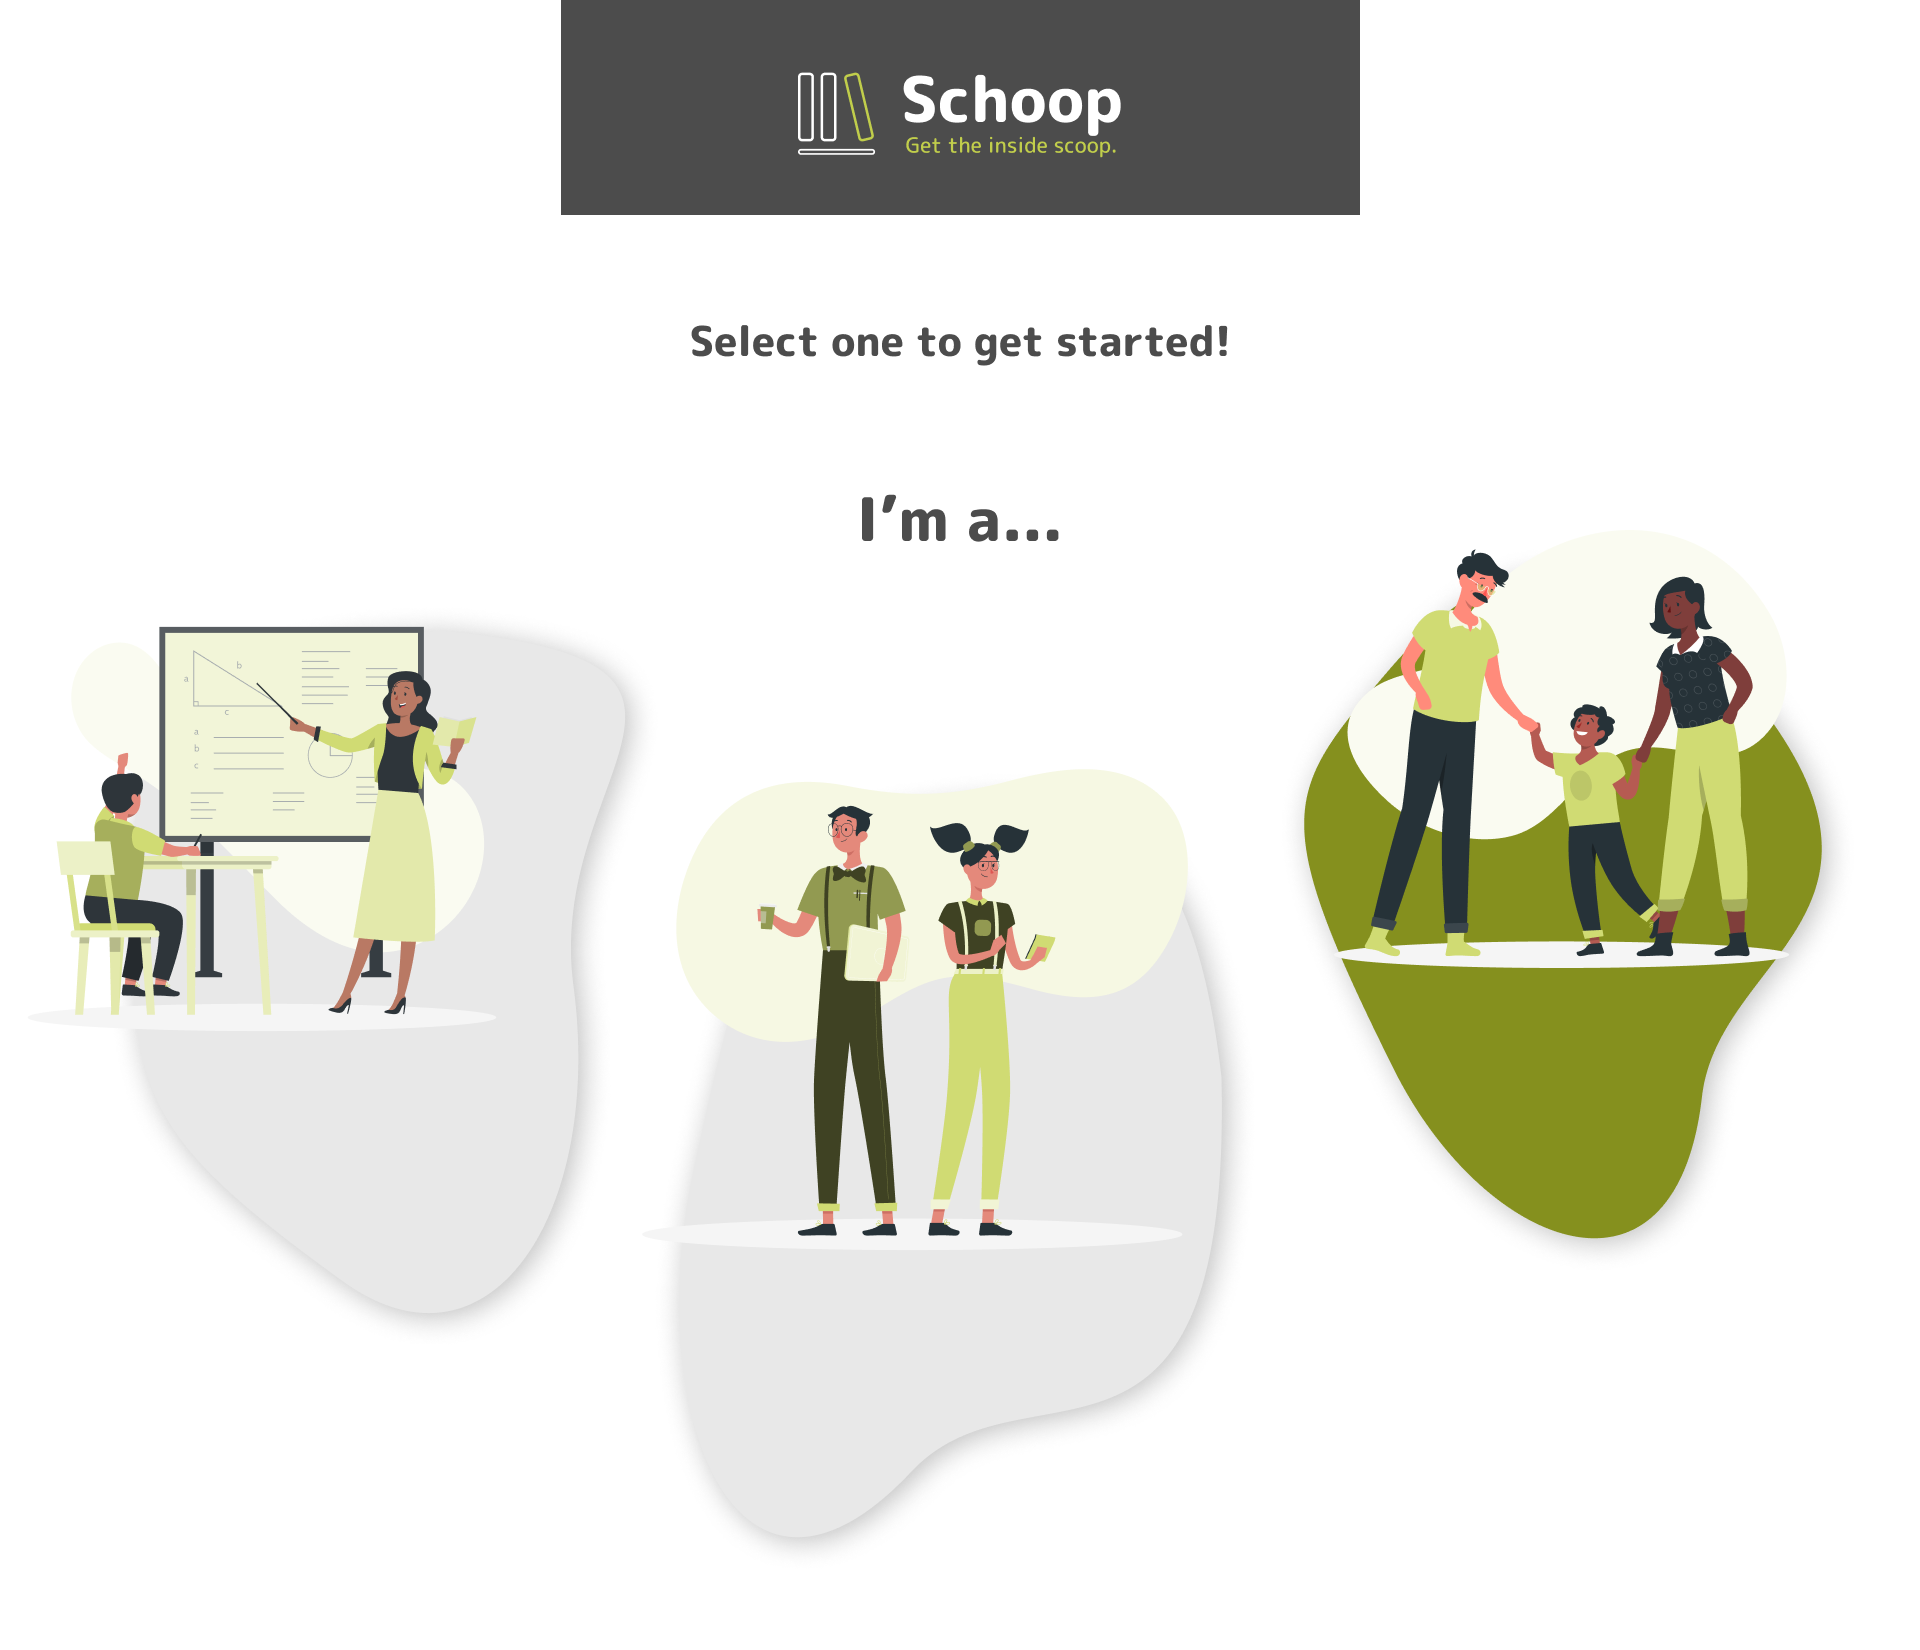 Schoop
Get the inside scoop.
Select one to get started!
I’m a...
a
b
c
a
b
c